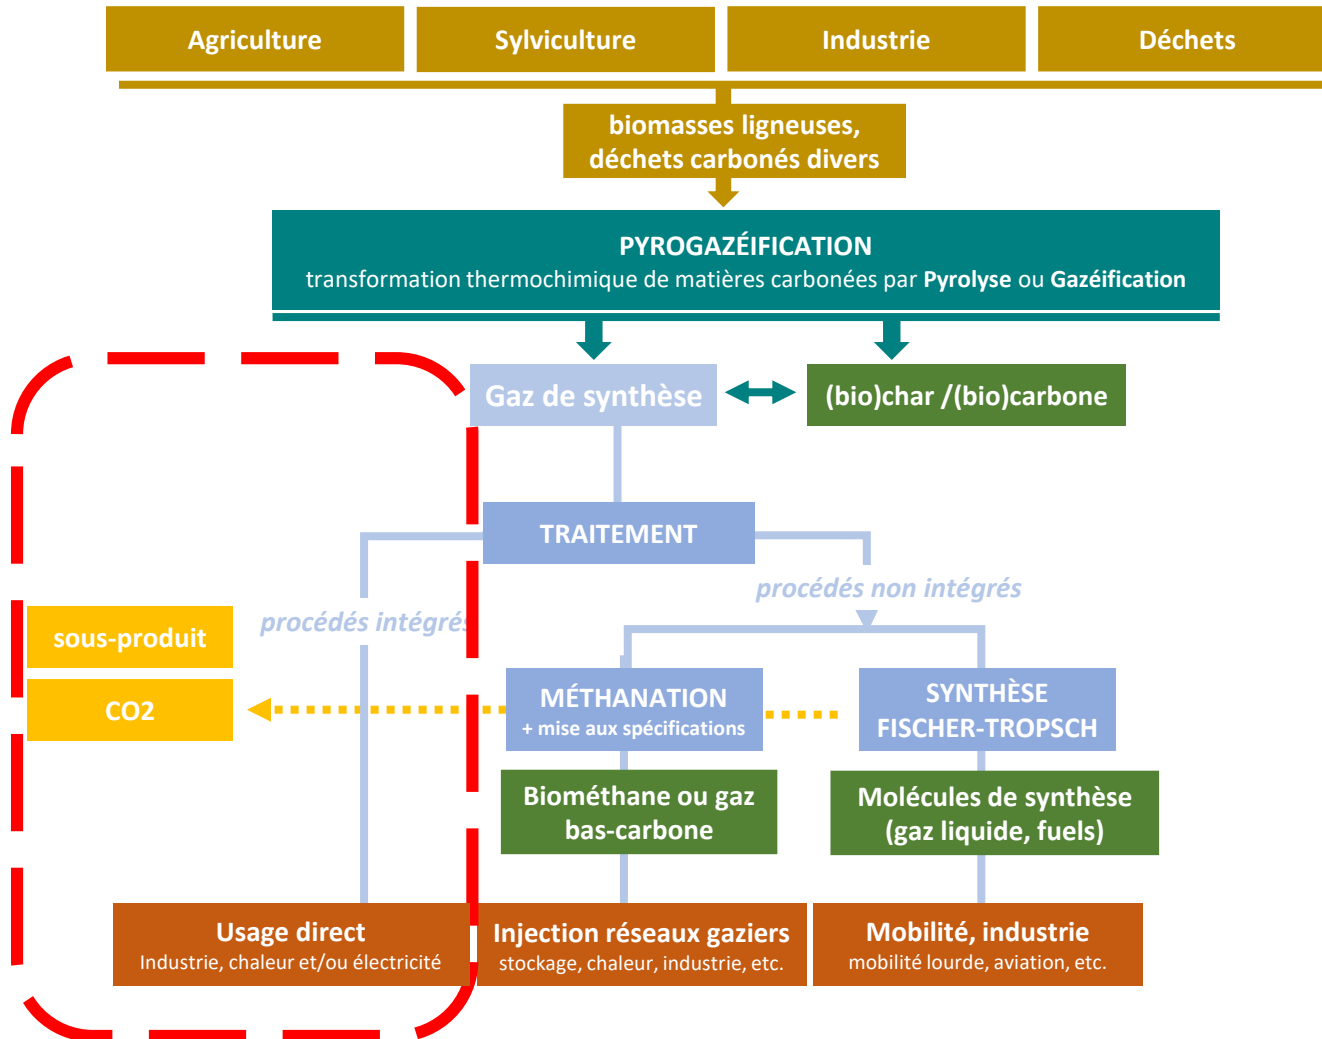 Agriculture
Sylviculture
Industrie
Déchets
biomasses ligneuses,
déchets carbonés divers
PYROGAZÉIFICATION
transformation thermochimique de matières carbonées par Pyrolyse ou Gazéification
Gaz de synthèse
(bio)char /(bio)carbone
TRAITEMENT
procédés intégrés
procédés non intégrés
sous-produit
CO2
MÉTHANATION
+ mise aux spécifications
SYNTHÈSE
FISCHER-TROPSCH
Biométhane ou gaz
bas-carbone
Molécules de synthèse
(gaz liquide, fuels)
Usage direct
Industrie, chaleur et/ou électricité
Injection réseaux gaziers
stockage, chaleur, industrie, etc.
Mobilité, industrie
mobilité lourde, aviation, etc.